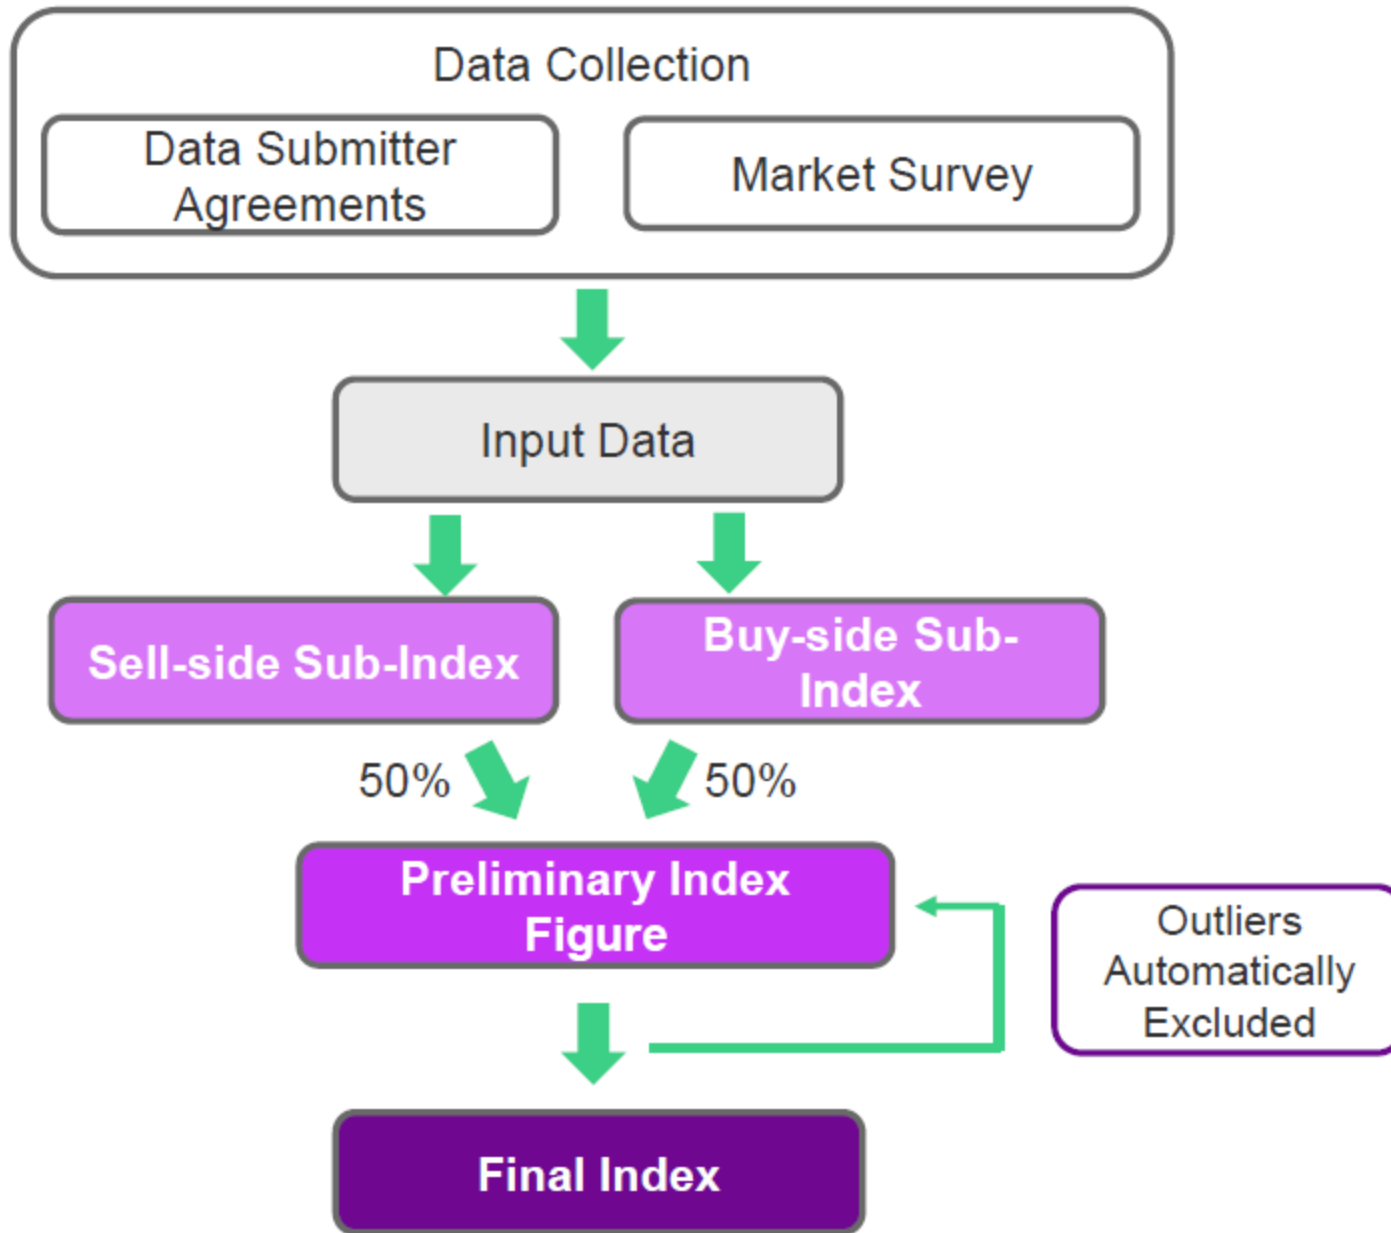 Data Collection
Data Submitter
Agreements
Market Survey
Input Data
Sell-side Sub-Index
Buy-side Sub-
Index
50%
50%
Preliminary Index
Figure
Outliers
Automatically
Excluded
Final Index